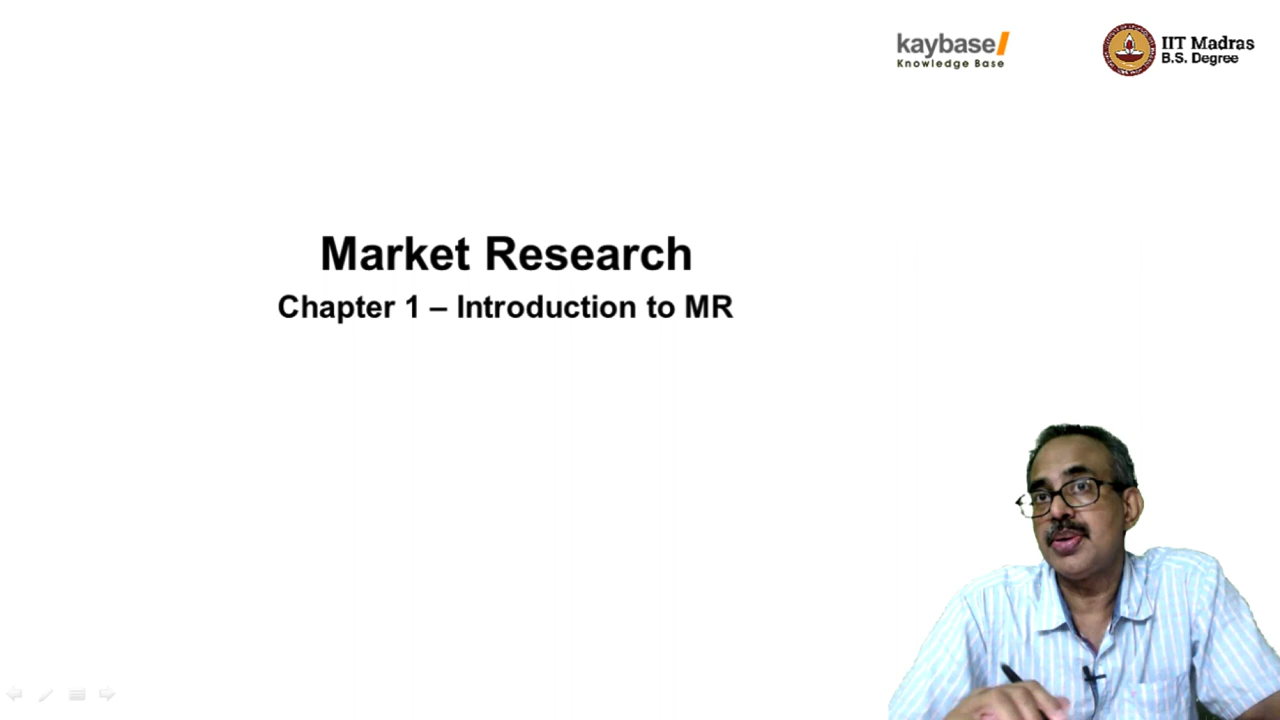 kaybase
Knowledge Base
IIT Madras
B.S. Degree
Market Research
Chapter 1 – Introduction to MR